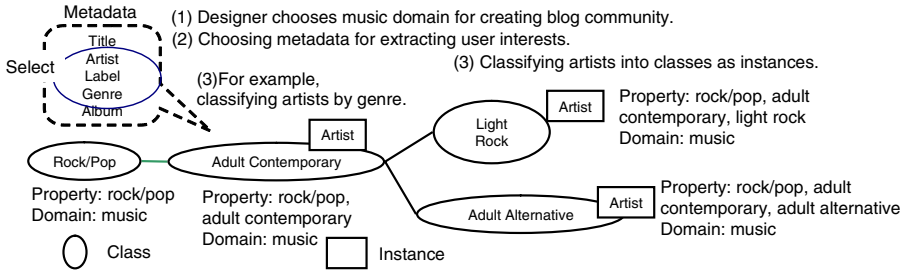 Metadata
(1) Designer chooses music domain for creating blog community.
(2) Choosing metadata for extracting user interests.
Title
Artist
Label
Genre
Album
Select
(3) Classifying artists into classes as instances.
(3)For example,
classifying artists by genre.
Artist
Light
Rock
Artist
Property: rock/pop, adult
contemporary, light rock
Domain: music
Rock/Pop
Adult Contemporary
Property: rock/pop
Domain: music
Property: rock/pop,
adult contemporary
Domain: music
Adult Alternative
Artist
Property: rock/pop, adult
contemporary, adult alternative
Domain: music
Class
Instance